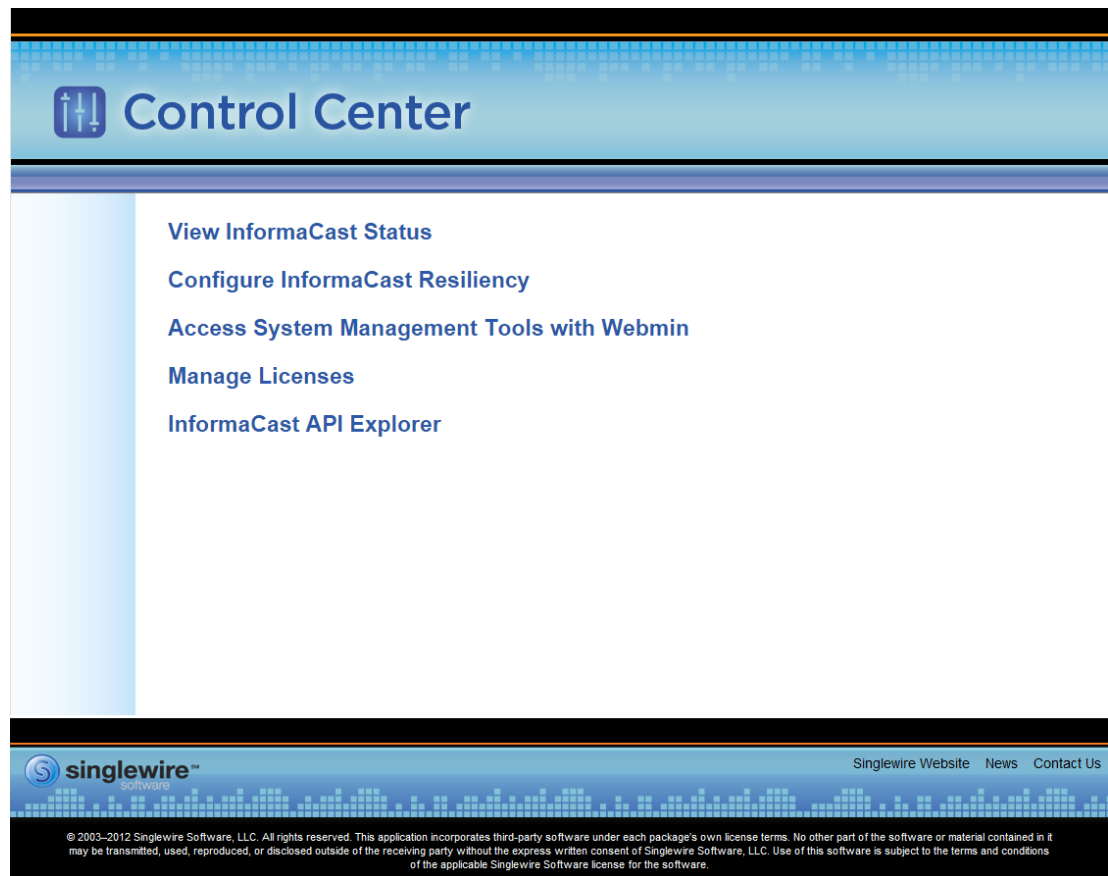 Control Center
View InformaCast Status
Configure InformaCast Resiliency
Access System Management Tools with Webmin
Manage Licenses
InformaCast API Explorer
singlewire℠
software
Singlewire Website News Contact Us
© 2003–2012 Singlewire Software, LLC. All rights reserved. This application incorporates third-party software under each package's own license terms. No other part of the software or material contained in it
may be transmitted, used, reproduced, or disclosed outside of the receiving party without the express written consent of Singlewire Software, LLC. Use of this software is subject to the terms and conditions
of the applicable Singlewire Software license for the software.